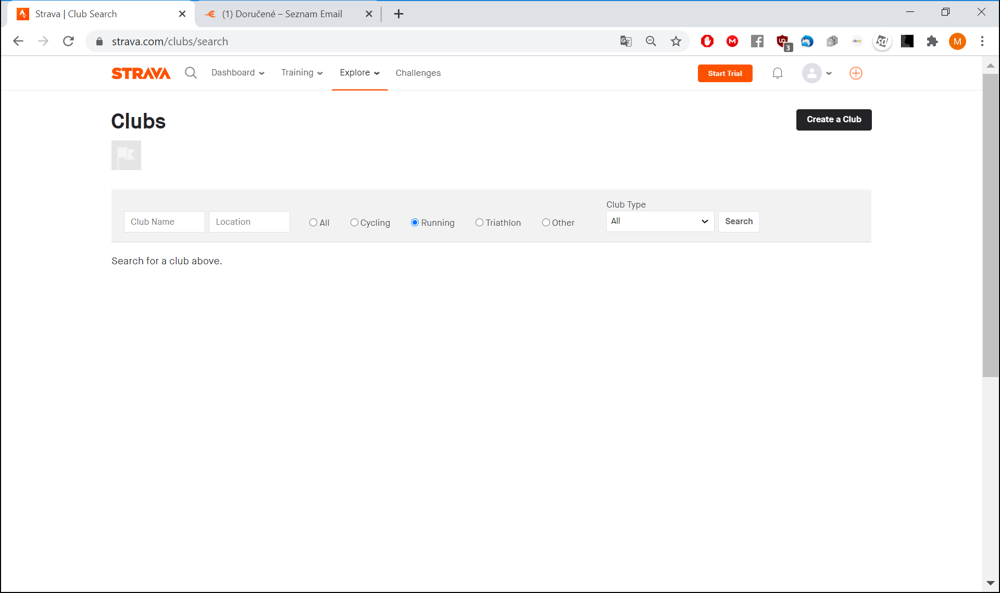 Strava | Club Search
(1) Doručené – Seznam Email
strava.com/clubs/search
3
ebay
M
STRAVA
Dashboard
Training
Explore
Challenges
Start Trial
Clubs
Create a Club
Club Type
Club Name
Location
All
Cycling
Running
Triathlon
Other
All
Search
Search for a club above.